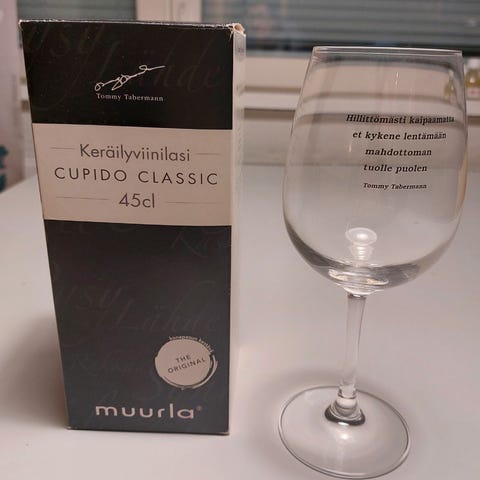 Tommy Tabermann
Keräilyviinilasi
CUPIDO CLASSIC
45cl
THE
ORIGINAL
muurla®
Hillittömästi kaipaamatta
et kykene lentämään
mahdottoman
tuolle puolen
Tommy Tabermann